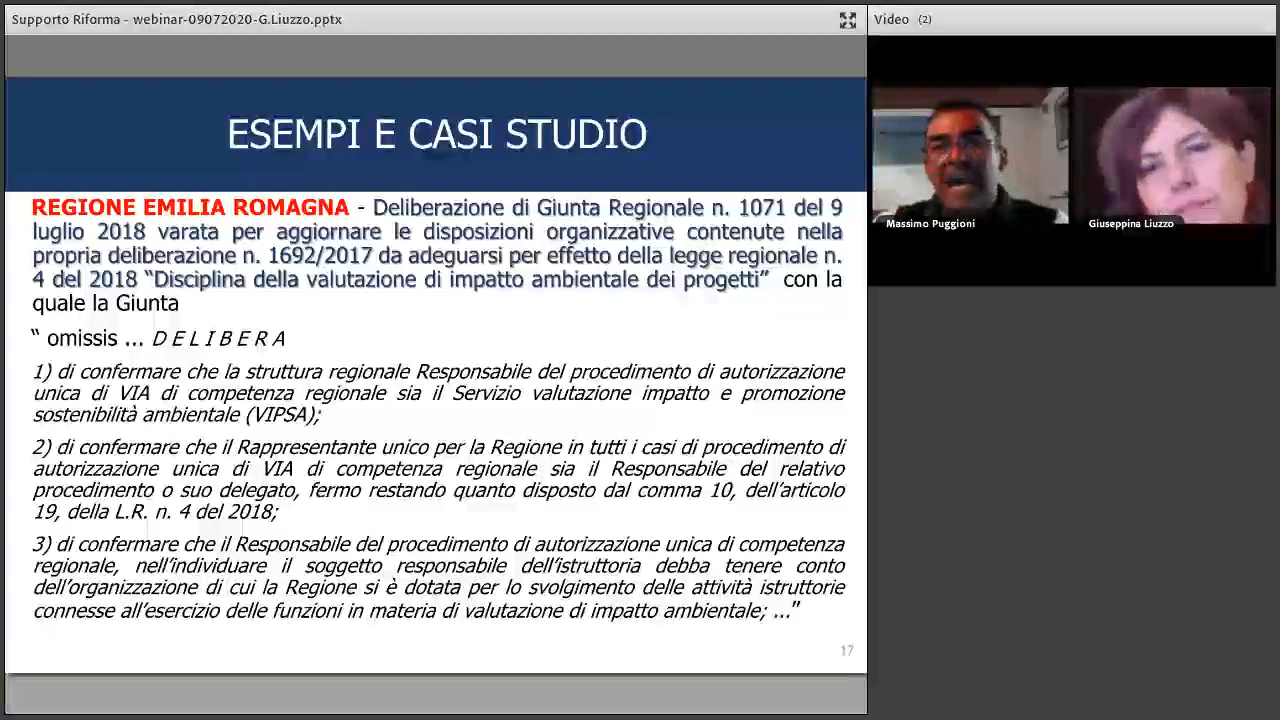 Supporto Riforma - webinar-09072020-G.Liuzzo.pptx
Video (2)
ESEMPI E CASI STUDIO
REGIONE EMILIA ROMAGNA - Deliberazione di Giunta Regionale n. 1071 del 9
luglio 2018 varata per aggiornare le disposizioni organizzative contenute nella
propria deliberazione n. 1692/2017 da adeguarsi per effetto della legge regionale n.
4 del 2018 “Disciplina della valutazione di impatto ambientale dei progetti” con la
quale la Giunta
“ omissis ... D E L I B E R A
1) di confermare che la struttura regionale Responsabile del procedimento di autorizzazione
unica di VIA di competenza regionale sia il Servizio valutazione impatto e promozione
sostenibilità ambientale (VIPSA);
2) di confermare che il Rappresentante unico per la Regione in tutti i casi di procedimento di
autorizzazione unica di VIA di competenza regionale sia il Responsabile del relativo
procedimento o suo delegato, fermo restando quanto disposto dal comma 10, dell’articolo
19, della L.R. n. 4 del 2018;
3) di confermare che il Responsabile del procedimento di autorizzazione unica di competenza
regionale, nell’individuare il soggetto responsabile dell’istruttoria debba tenere conto
dell’organizzazione di cui la Regione si è dotata per lo svolgimento delle attività istruttorie
connesse all’esercizio delle funzioni in materia di valutazione di impatto ambientale; ...”
17
Massimo Puggioni
Giuseppina Liuzzo